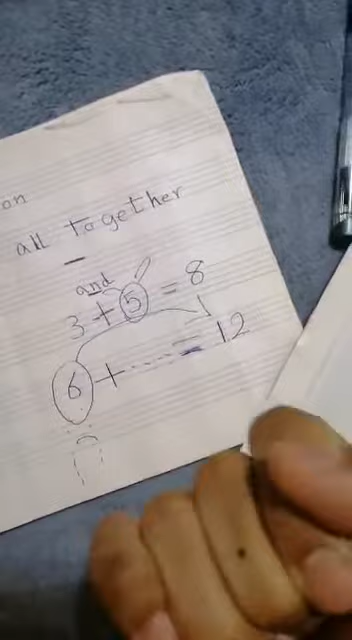 on
all together
and
3 + 5 = 8
6 + ...... = 12